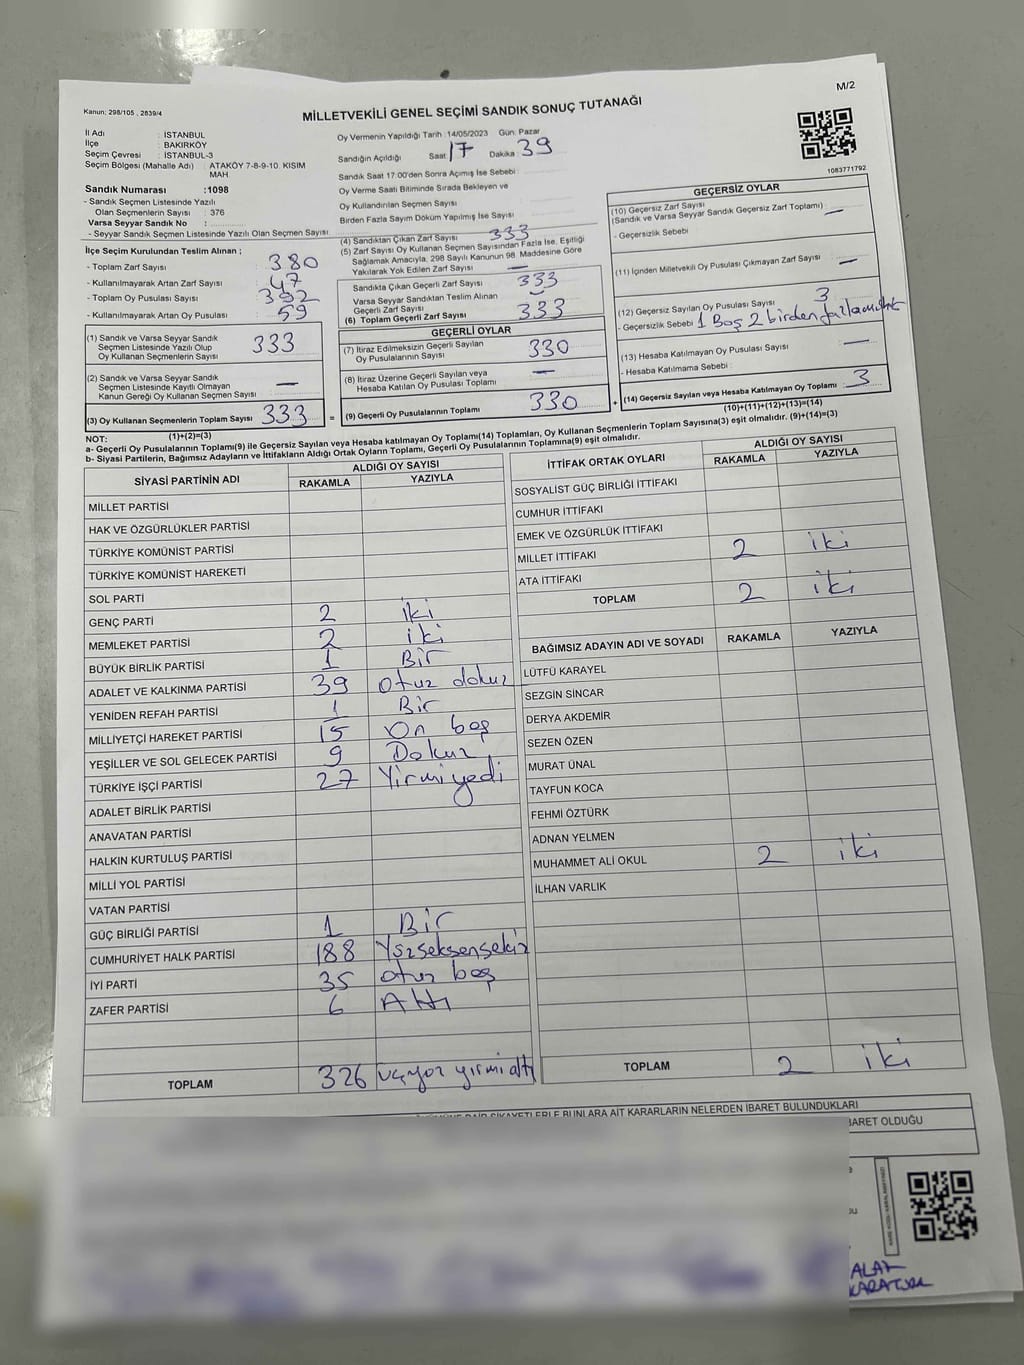 M/2
Kanun: 298/105 , 2839/4
MİLLETVEKİLİ GENEL SEÇİMİ SANDIK SONUÇ TUTANAĞI
İl Adı : İSTANBUL
İlçe : BAKIRKÖY
Seçim Çevresi : İSTANBUL-3
Seçim Bölgesi (Mahalle Adı) : ATAKÖY 7-8-9-10. KISIM MAH
Sandık Numarası : 1098
- Sandık Seçmen Listesinde Yazılı
Olan Seçmenlerin Sayısı : 376
Varsa Seyyar Sandık No :
- Seyyar Sandık Seçmen Listesinde Yazılı Olan Seçmen Sayısı :
Oy Vermenin Yapıldığı Tarih : 14/05/2023 Gün: Pazar
Sandığın Açıldığı Saat 17 Dakika 39
Sandık Saat 17:00'den Sonra Açımış İse Sebebi :
Oy Verme Saati Bitiminde Sırada Bekleyen ve
Oy Kullandırılan Seçmen Sayısı :
Birden Fazla Sayım Döküm Yapılmış İse Sayısı :
1083771792
İlçe Seçim Kurulundan Teslim Alınan ;
- Toplam Zarf Sayısı : 380
- Kullanılmayarak Artan Zarf Sayısı : 47
- Toplam Oy Pusulası Sayısı : 392
- Kullanılmayarak Artan Oy Pusulası : 59
(1) Sandık ve Varsa Seyyar Sandık
Seçmen Listesinde Yazılı Olup
Oy Kullanan Seçmenlerin Sayısı 333
(2) Sandık ve Varsa Seyyar Sandık
Seçmen Listesinde Kayıtlı Olmayan
Kanun Gereği Oy Kullanan Seçmen Sayısı —
(3) Oy Kullanan Seçmenlerin Toplam Sayısı 333
(1)+(2)=(3)
(4) Sandıktan Çıkan Zarf Sayısı 333
(5) Zarf Sayısı Oy Kullanan Seçmen Sayısından Fazla İse, Eşitliği
Sağlamak Amacıyla, 298 Sayılı Kanunun 98. Maddesine Göre
Yakılarak Yok Edilen Zarf Sayısı —
Sandıkta Çıkan Geçerli Zarf Sayısı 333
Varsa Seyyar Sandıktan Teslim Alınan
Geçerli Zarf Sayısı —
(6) Toplam Geçerli Zarf Sayısı 333
GEÇERLİ OYLAR
(7) İtiraz Edilmeksizin Geçerli Sayılan
Oy Pusulalarının Sayısı 330
(8) İtiraz Üzerine Geçerli Sayılan veya
Hesaba Katılan Oy Pusulaları Toplamı —
= (9) Geçerli Oy Pusulalarının Toplamı 330 +
GEÇERSİZ OYLAR
(10) Geçersiz Zarf Sayısı
(Sandık ve Varsa Seyyar Sandık Geçersiz Zarf Toplamı) —
- Geçersizlik Sebebi
(11) İçinden Milletvekili Oy Pusulası Çıkmayan Zarf Sayısı —
(12) Geçersiz Sayılan Oy Pusulası Sayısı 3
- Geçersizlik Sebebi 1 Boş 2 birden fazla
(13) Hesaba Katılmayan Oy Pusulası Sayısı —
- Hesaba Katılmama Sebebi :
(14) Geçersiz Sayılan veya Hesaba Katılmayan Oy Toplamı 3
(10)+(11)+(12)+(13)=(14)
NOT:
a- Geçerli Oy Pusulalarının Toplamı(9) ile Geçersiz Sayılan veya Hesaba katılmayan Oy Toplamı(14) Toplamları, Oy Kullanan Seçmenlerin Toplam Sayısına(3) eşit olmalıdır. (9)+(14)=(3)
b- Siyasi Partilerin, Bağımsız Adayların ve İttifakların Aldığı Ortak Oyların Toplamı, Geçerli Oy Pusulalarının Toplamına(9) eşit olmalıdır.
SİYASİ PARTİNİN ADI ALDIĞI OY SAYISI
RAKAMLA YAZIYLA
MİLLET PARTİSİ
HAK VE ÖZGÜRLÜKLER PARTİSİ
TÜRKİYE KOMÜNİST PARTİSİ
TÜRKİYE KOMÜNİST HAREKETİ
SOL PARTİ
GENÇ PARTİ 2 iki
MEMLEKET PARTİSİ 2 iki
BÜYÜK BİRLİK PARTİSİ 1 Bir
ADALET VE KALKINMA PARTİSİ 39 otuz dokuz
YENİDEN REFAH PARTİSİ 1 Bir
MİLLİYETÇİ HAREKET PARTİSİ 15 On beş
YEŞİLLER VE SOL GELECEK PARTİSİ 9 Dokuz
TÜRKİYE İŞÇİ PARTİSİ 27 Yirmi yedi
ADALET BİRLİK PARTİSİ
ANAVATAN PARTİSİ
HALKIN KURTULUŞ PARTİSİ
MİLLİ YOL PARTİSİ
VATAN PARTİSİ
GÜÇ BİRLİĞİ PARTİSİ 1 Bir
CUMHURİYET HALK PARTİSİ 188 Yüzseksensekiz
İYİ PARTİ 35 otuz beş
ZAFER PARTİSİ 6 Altı
TOPLAM 326 üçyüz yirmi altı
İTTİFAK ORTAK OYLARI ALDIĞI OY SAYISI
RAKAMLA YAZIYLA
SOSYALİST GÜÇ BİRLİĞİ İTTİFAKI
CUMHUR İTTİFAKI
EMEK VE ÖZGÜRLÜK İTTİFAKI
MİLLET İTTİFAKI 2 iki
ATA İTTİFAKI
TOPLAM 2 iki
BAĞIMSIZ ADAYIN ADI VE SOYADI RAKAMLA YAZIYLA
LÜTFÜ KARAYEL
SEZGİN SİNCAR
DERYA AKDEMİR
SEZEN ÖZEN
MURAT ÜNAL
TAYFUN KOCA
FEHMİ ÖZTÜRK
ADNAN YELMEN
MUHAMMET ALİ OKUL 2 iki
İLHAN VARLIK
TOPLAM 2 iki
ŞİKAYETLERLE BUNLARA AİT KARARLARIN NELERDEN İBARET BULUNDUKLARI
İBARET OLDUĞU